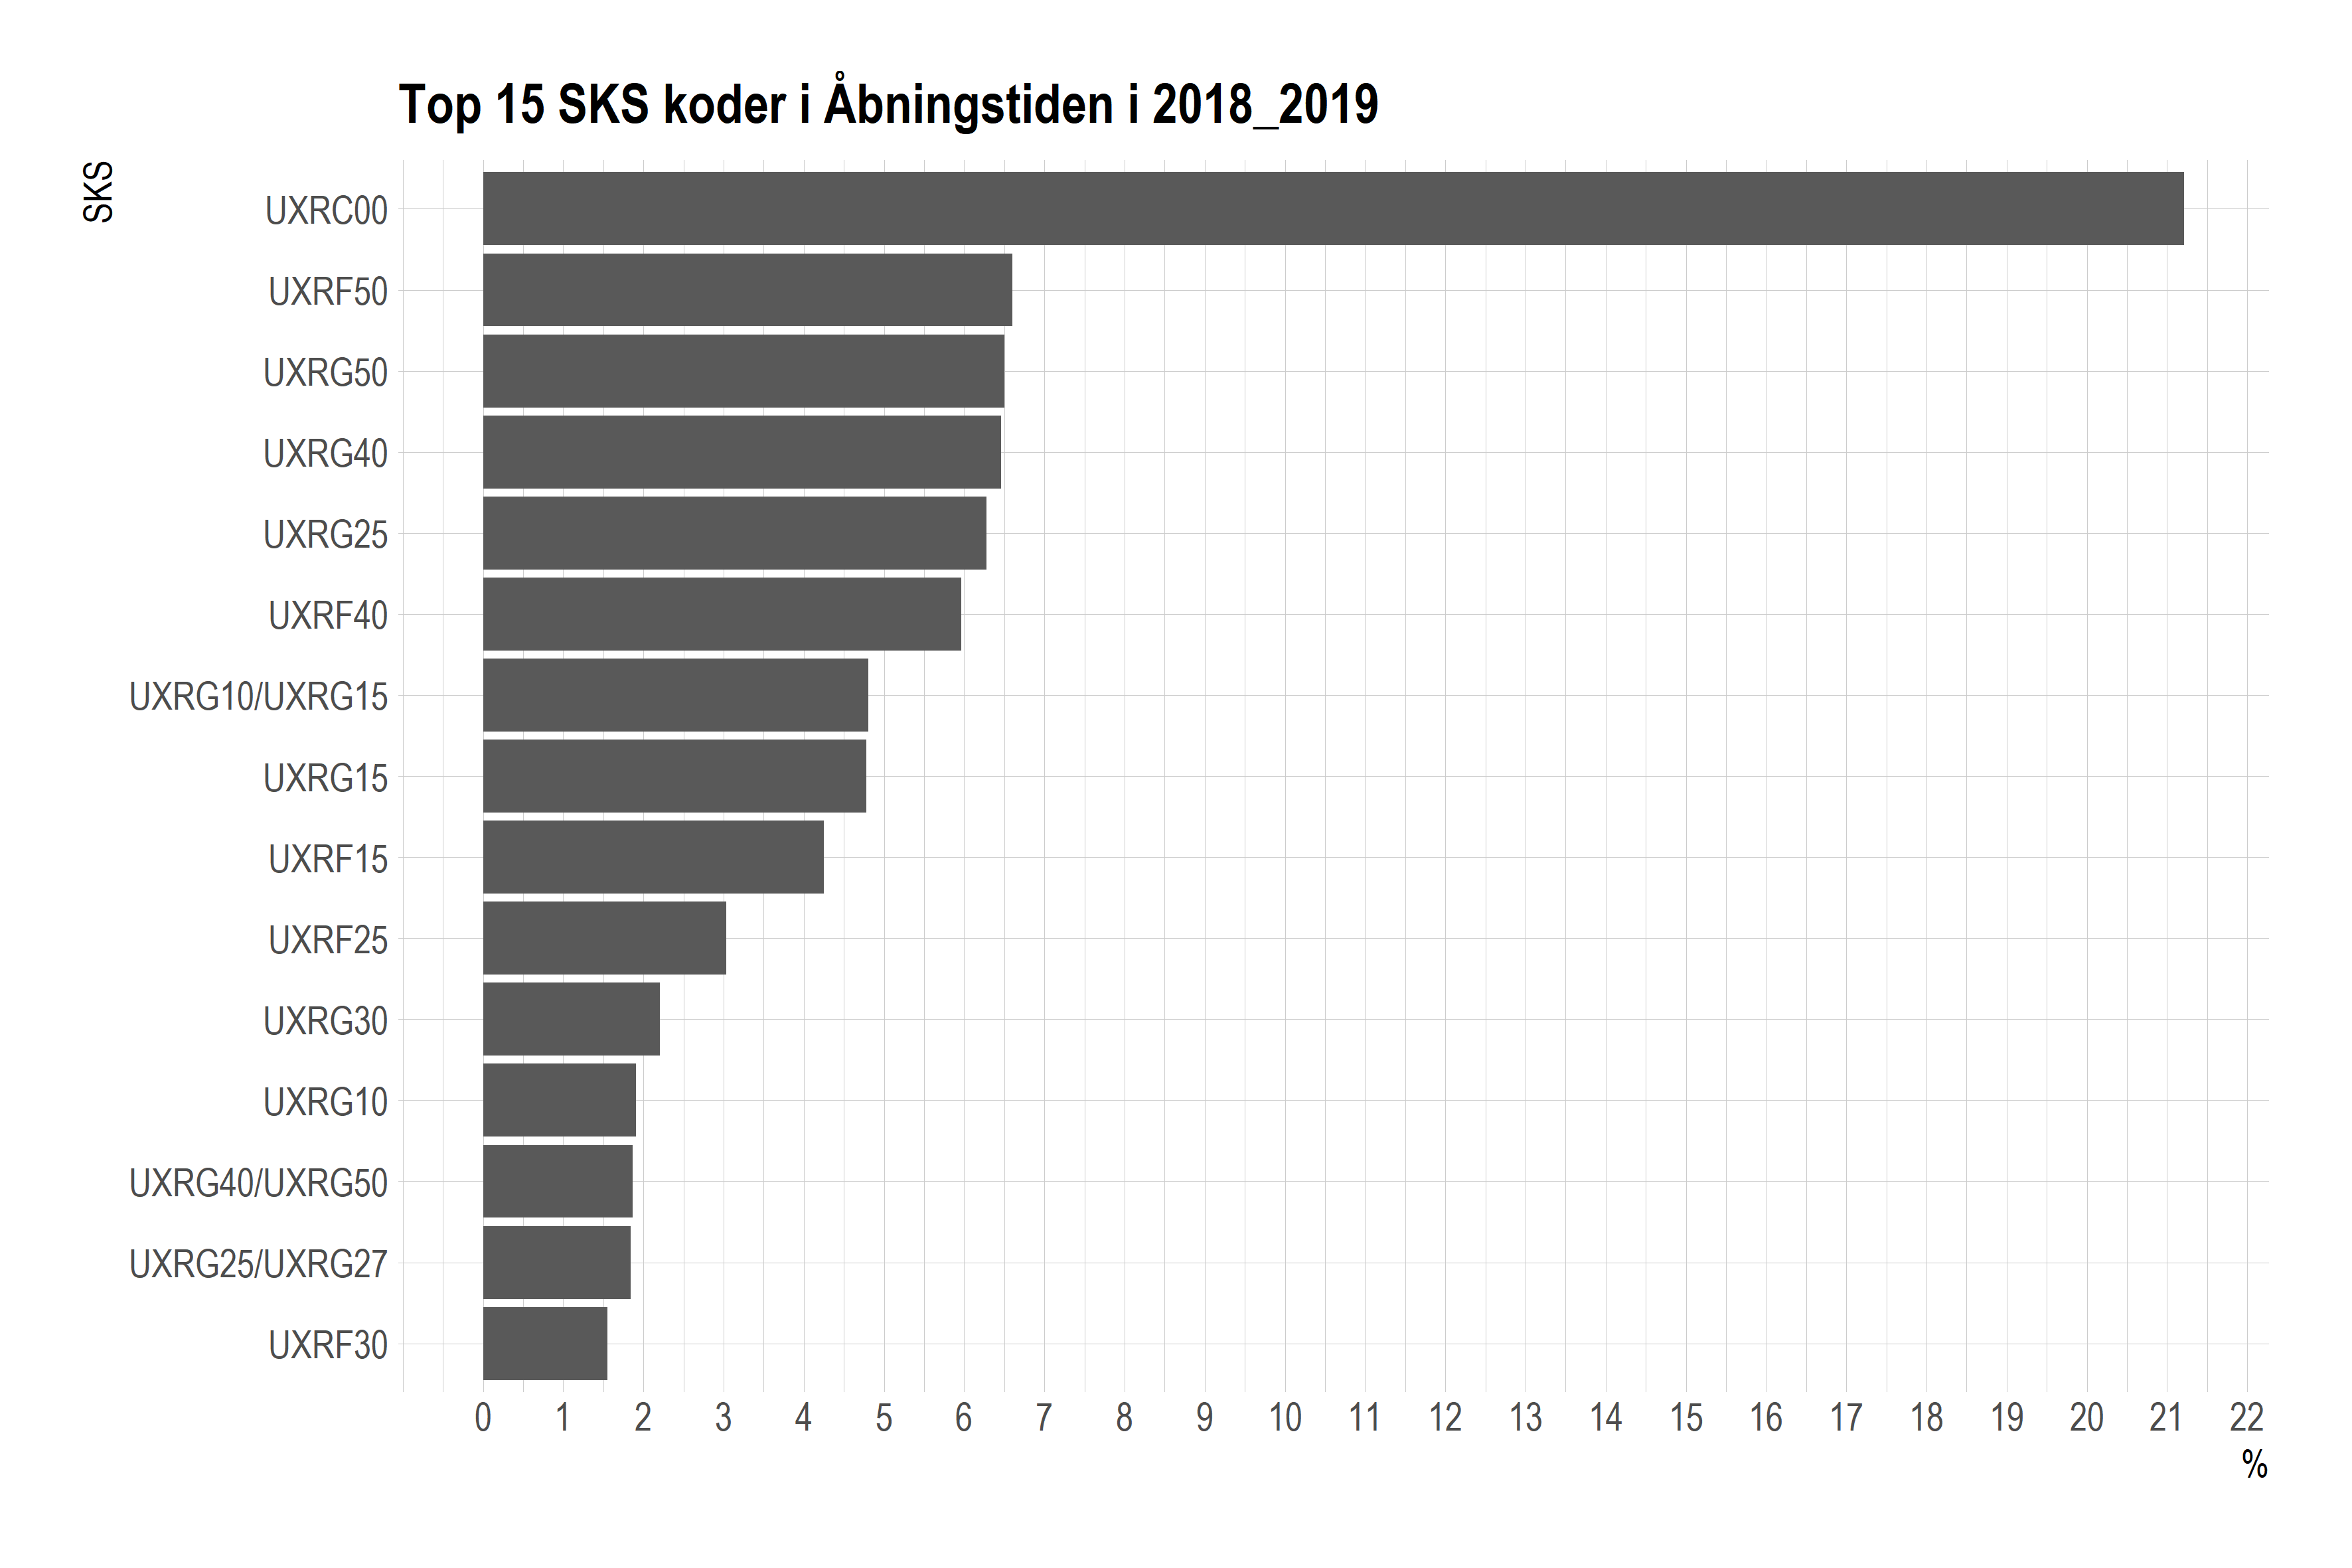 Top 15 SKS koder i Åbningstiden i 2018_2019
SKS
UXRC00
UXRF50
UXRG50
UXRG40
UXRG25
UXRF40
UXRG10/UXRG15
UXRG15
UXRF15
UXRF25
UXRG30
UXRG10
UXRG40/UXRG50
UXRG25/UXRG27
UXRF30
0 1 2 3 4 5 6 7 8 9 10 11 12 13 14 15 16 17 18 19 20 21 22
%